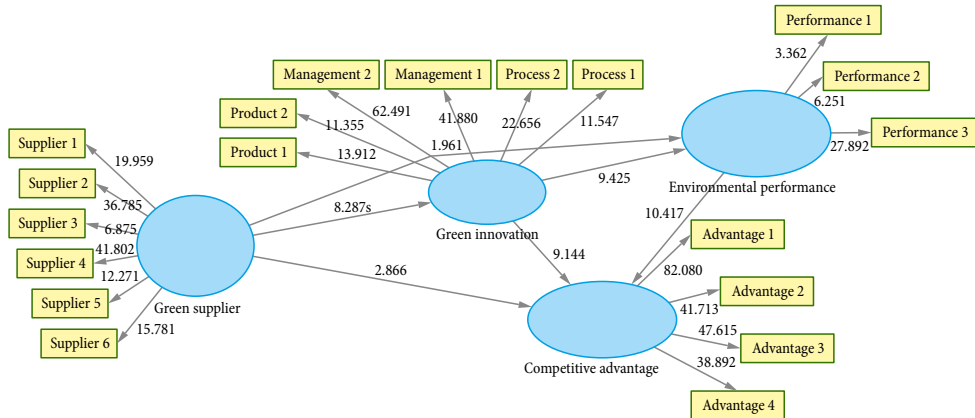 Performance 1
3.362
Management 2
Management 1
Process 2
Process 1
Performance 2
62.491
41.880
22.656
11.547
6.251
Product 2
11.355
Performance 3
27.892
Supplier 1
19.959
Product 1
13.912
1.961
9.425
Environmental performance
Supplier 2
36.785
8.287s
Green innovation
10.417
Supplier 3
6.875
Advantage 1
41.802
Supplier 4
9.144
82.080
12.271
2.866
Advantage 2
Supplier 5
Green supplier
41.713
15.781
47.615
Supplier 6
Advantage 3
38.892
Competitive advantage
Advantage 4